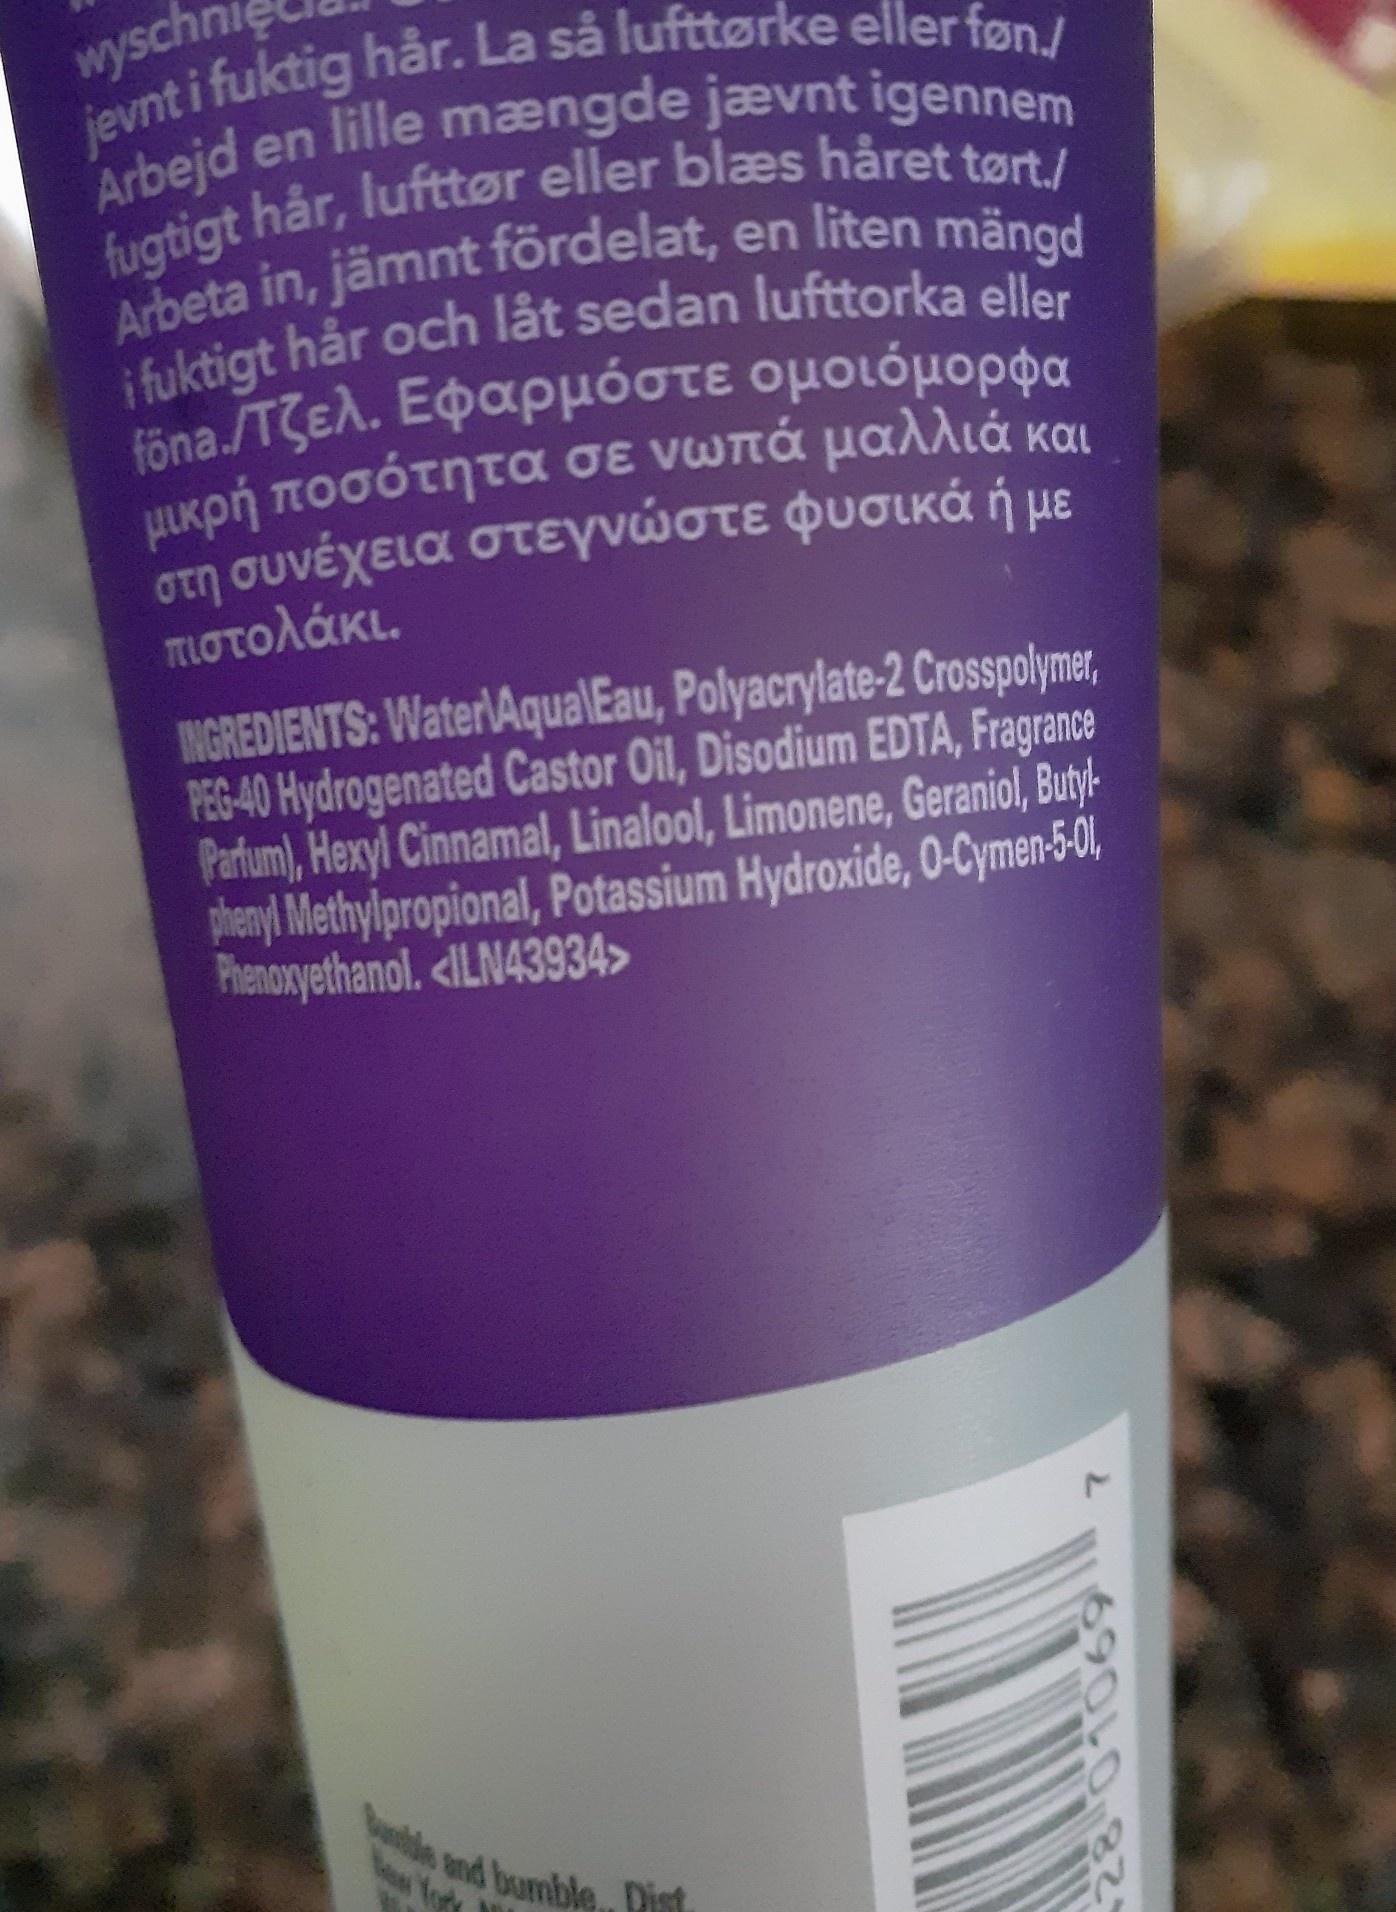 wyschnięcia./
jevnt i fuktig hår. La så lufttørke eller føn./
Arbejd en lille mængde jævnt igennem
fugtigt hår, lufttør eller blæs håret tørt./
Arbeta in, jämnt fördelat, en liten mängd
i fuktigt hår och låt sedan lufttorka eller
föna./Τζελ. Εφαρμόστε ομοιόμορφα
μικρή ποσότητα σε νωπά μαλλιά και
στη συνέχεια στεγνώστε φυσικά ή με
πιστολάκι.
INGREDIENTS: Water\Aqua\Eau, Polyacrylate-2 Crosspolymer,
PEG-40 Hydrogenated Castor Oil, Disodium EDTA, Fragrance
(Parfum), Hexyl Cinnamal, Linalool, Limonene, Geraniol, Butyl-
phenyl Methylpropional, Potassium Hydroxide, O-Cymen-5-Ol,
Phenoxyethanol. <ILN43934>
Bumble and bumble., Dist.
New York,
28101069 7